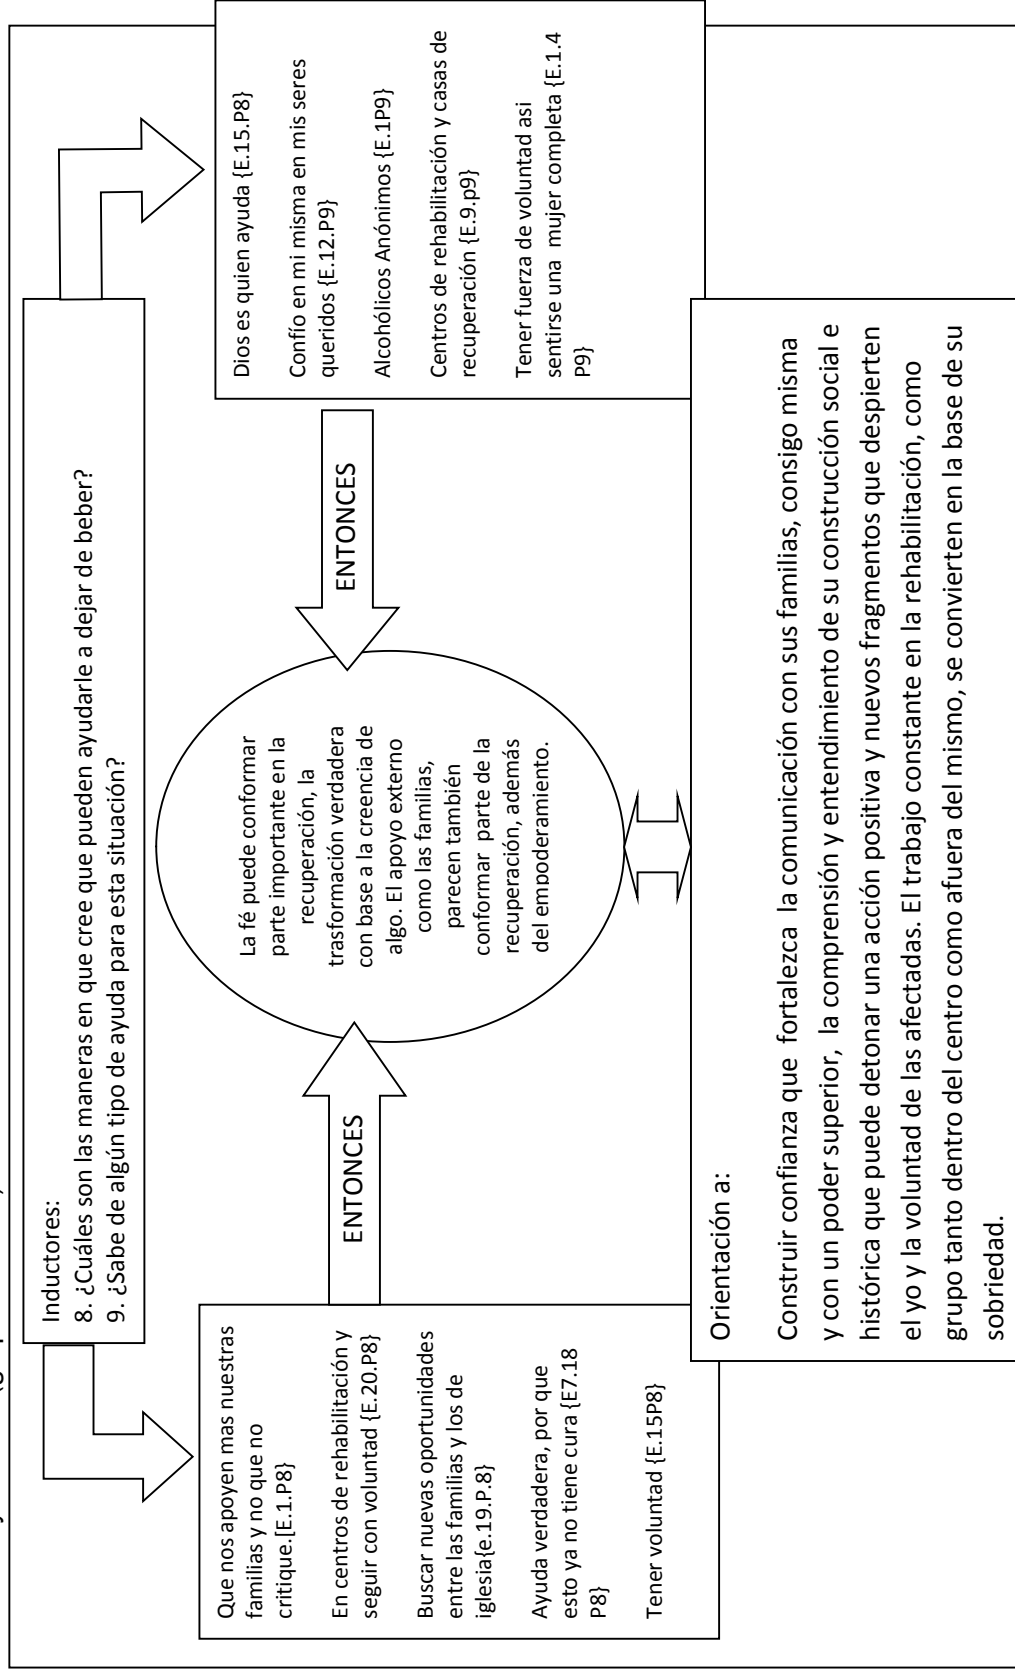 Inductores:
8. ¿Cuáles son las maneras en que cree que pueden ayudarle a dejar de beber?
9. ¿Sabe de algún tipo de ayuda para esta situación?
Que nos apoyen mas nuestras
familias y no que no
critique.[E.1.P8}
En centros de rehabilitación y
seguir con voluntad {E.20.P8}
Buscar nuevas oportunidades
entre las familias y los de
iglesia{e.19.P.8}
Ayuda verdadera, por que
esto ya no tiene cura {E7.18
P8}
Tener voluntad {E.15P8}
ENTONCES
La fé puede conformar
parte importante en la
recuperación, la
trasformación verdadera
con base a la creencia de
algo. El apoyo externo
como las familias,
parecen también
conformar parte de la
recuperación, además
del empoderamiento.
ENTONCES
Dios es quien ayuda {E.15.P8}
Confío en mi misma en mis seres
queridos {E.12.P9}
Alcohólicos Anónimos {E.1P9}
Centros de rehabilitación y casas de
recuperación {E.9.p9}
Tener fuerza de voluntad asi
sentirse una mujer completa {E.1.4
P9}
Orientación a:
Construir confianza que fortalezca la comunicación con sus familias, consigo misma
y con un poder superior, la comprensión y entendimiento de su construcción social e
histórica que puede detonar una acción positiva y nuevos fragmentos que despierten
el yo y la voluntad de las afectadas. El trabajo constante en la rehabilitación, como
grupo tanto dentro del centro como afuera del mismo, se convierten en la base de su
sobriedad.